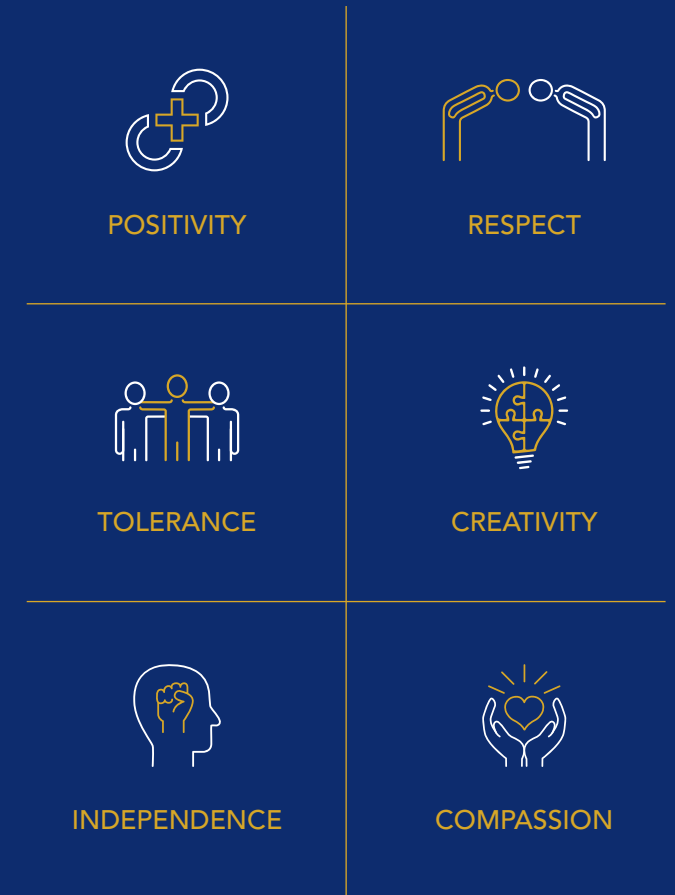 POSITIVITY
RESPECT
TOLERANCE
CREATIVITY
INDEPENDENCE
COMPASSION